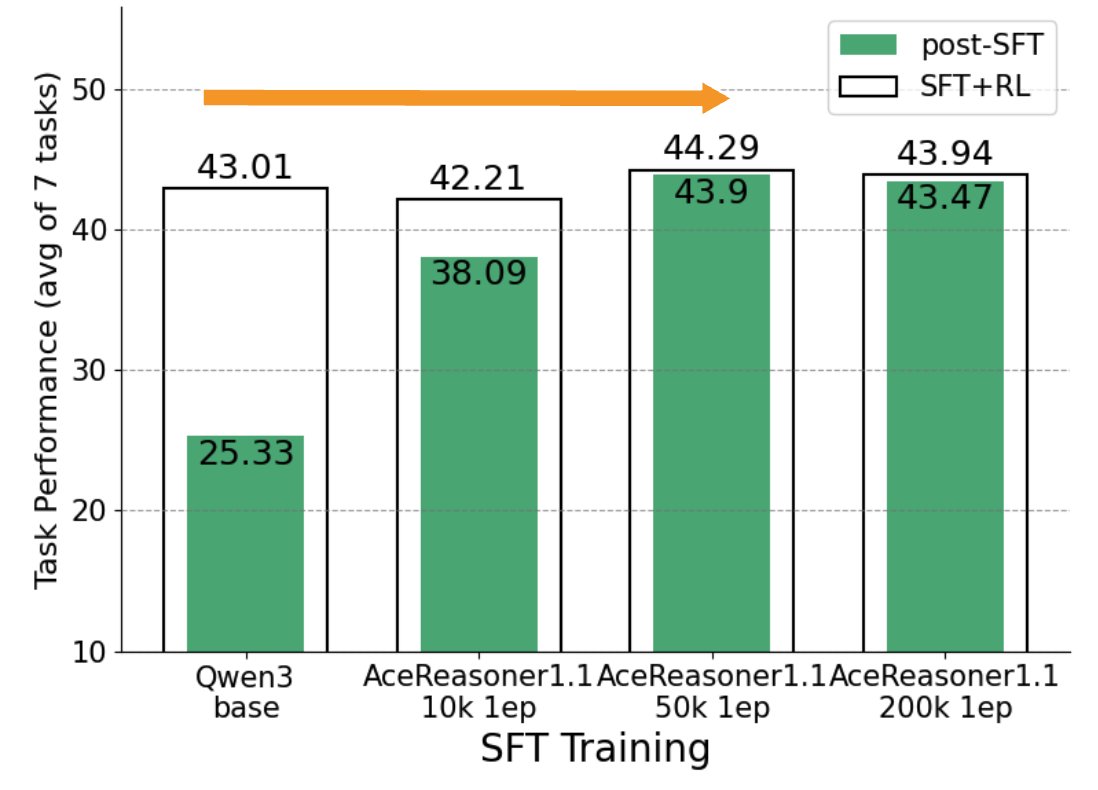 post-SFT
SFT+RL
Task Performance (avg of 7 tasks)
50
40
30
20
10
43.01
25.33
42.21
38.09
44.29
43.9
43.94
43.47
Qwen3
base
AceReasoner1.1
10k 1ep
AceReasoner1.1
50k 1ep
AceReasoner1.1
200k 1ep
SFT Training